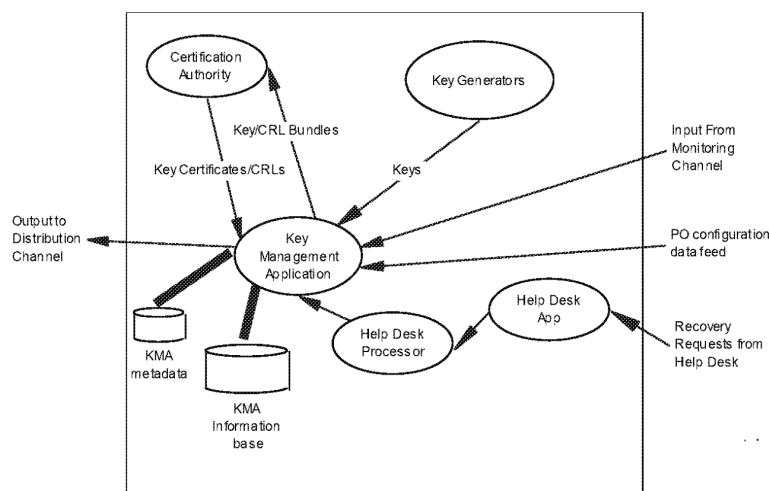 Certification
Authority
Key Generators
Key/CRL Bundles
Key Certificates/CRLs
Keys
Input From
Monitoring
Channel
Output to
Distribution
Channel
Key
Management
Application
PO configuration
data feed
Help Desk
App
Help Desk
Processor
Recovery
Requests from
Help Desk
KMA
metadata
KMA
Information
base